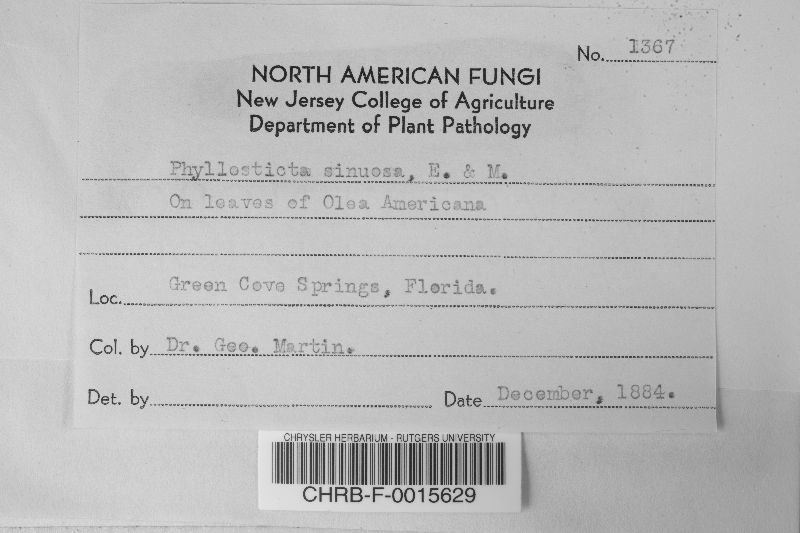 No. 1367
NORTH AMERICAN FUNGI
New Jersey College of Agriculture
Department of Plant Pathology
Phyllosticta sinuosa, E. & M.
On leaves of Olea Americana
Loc. Green Cove Springs, Florida.
Col. by Dr. Geo. Martin.
Det. by
Date December, 1884.
CHRYSLER HERBARIUM - RUTGERS UNIVERSITY
CHRB-F-0015629